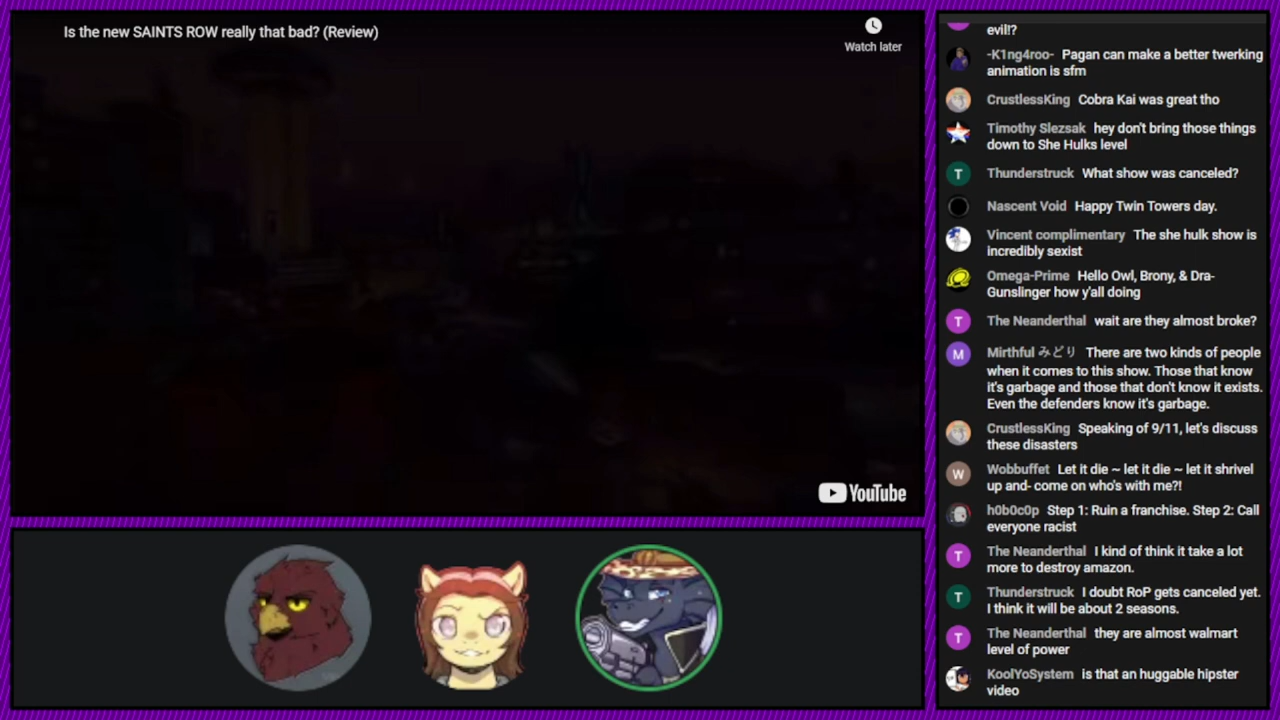 Is the new SAINTS ROW really that bad? (Review)
Watch later
YouTube
evil!?
-K1ng4roo- Pagan can make a better twerking
animation is sfm
CrustlessKing Cobra Kai was great tho
Timothy Slezsak hey don't bring those things
down to She Hulks level
T
Thunderstruck What show was canceled?
Nascent Void Happy Twin Towers day.
Vincent complimentary The she hulk show is
incredibly sexist
Omega-Prime Hello Owl, Brony, & Dra-
Gunslinger how y'all doing
T
The Neanderthal wait are they almost broke?
M
Mirthful みどり There are two kinds of people
when it comes to this show. Those that know
it's garbage and those that don't know it exists.
Even the defenders know it's garbage.
CrustlessKing Speaking of 9/11, let's discuss
these disasters
W
Wobbuffet Let it die ~ let it die ~ let it shrivel
up and- come on who's with me?!
h0b0c0p Step 1: Ruin a franchise. Step 2: Call
everyone racist
T
The Neanderthal I kind of think it take a lot
more to destroy amazon.
T
Thunderstruck I doubt RoP gets canceled yet.
I think it will be about 2 seasons.
T
The Neanderthal they are almost walmart
level of power
KoolYoSystem is that an huggable hipster
video